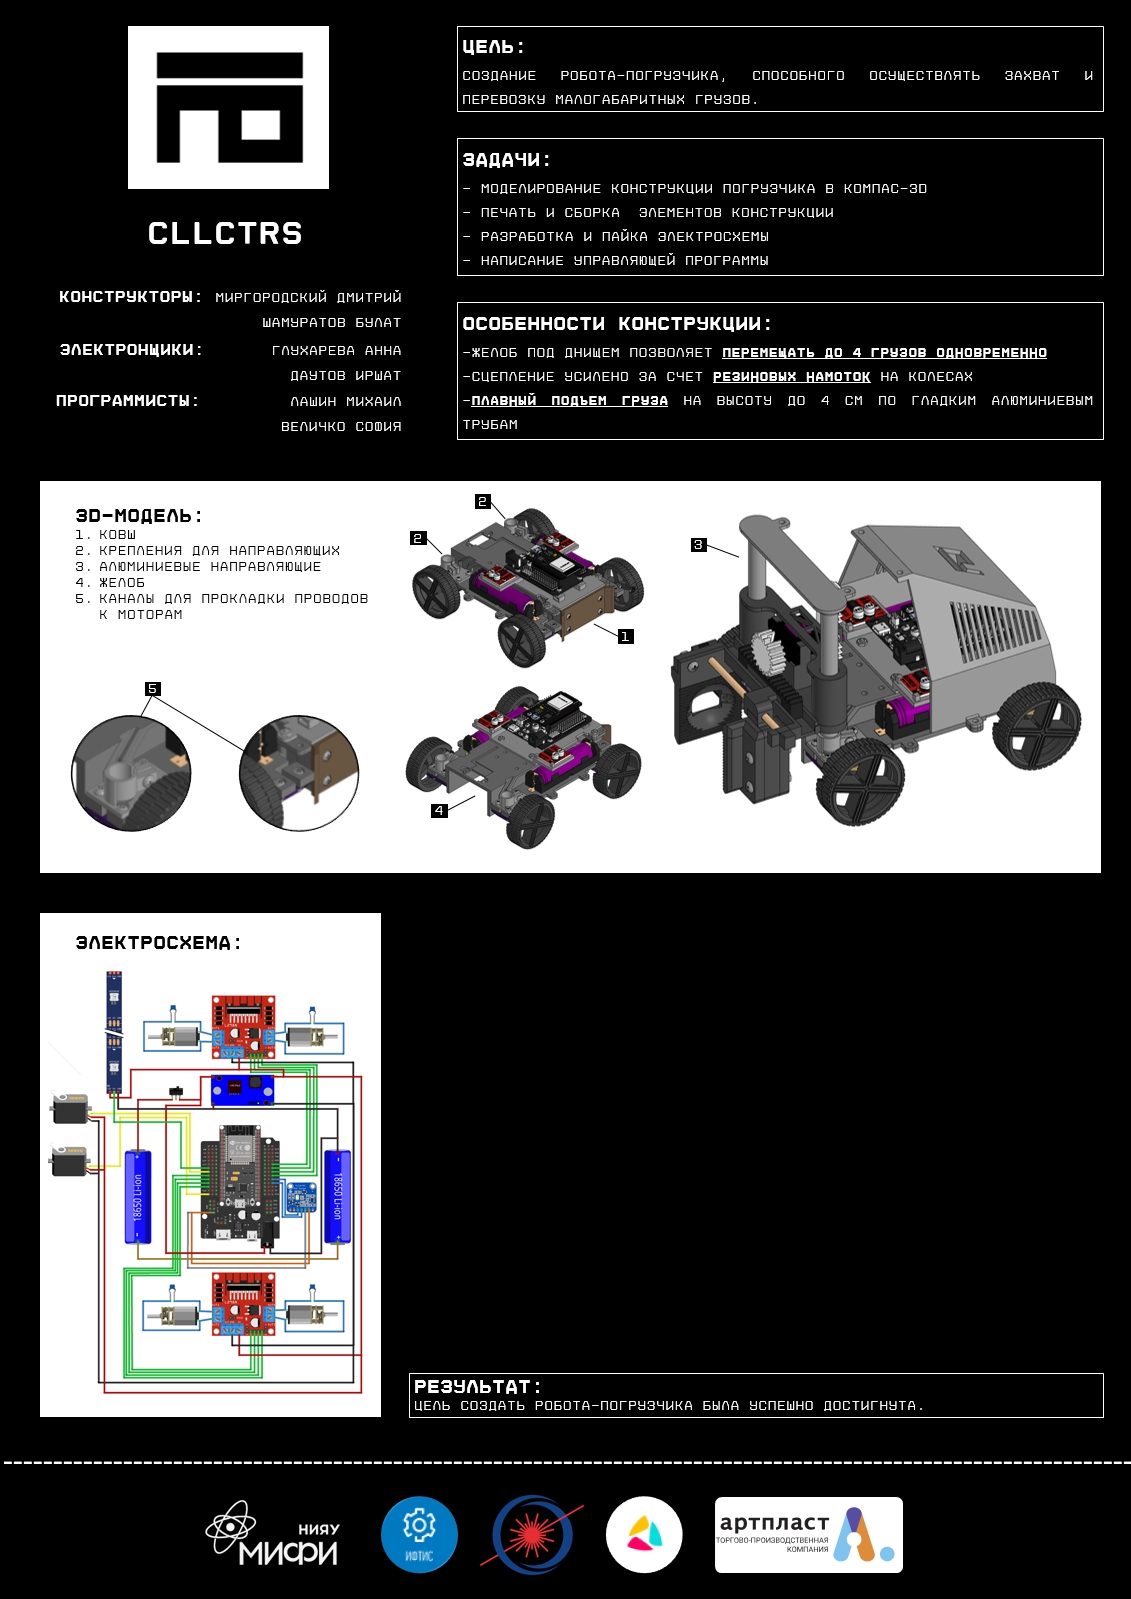 CLLCTRS
КОНСТРУКТОРЫ: МИРГОРОДСКИЙ ДМИТРИЙ
ШАМУРАТОВ БУЛАТ
ЭЛЕКТРОНЩИКИ: ГЛУХАРЕВА АННА
ДАУТОВ ИРШАТ
ПРОГРАММИСТЫ: ЛАШИН МИХАИЛ
ВЕЛИЧКО СОФИЯ
ЦЕЛЬ:
СОЗДАНИЕ РОБОТА-ПОГРУЗЧИКА, СПОСОБНОГО ОСУЩЕСТВЛЯТЬ ЗАХВАТ И
ПЕРЕВОЗКУ МАЛОГАБАРИТНЫХ ГРУЗОВ.
ЗАДАЧИ:
- МОДЕЛИРОВАНИЕ КОНСТРУКЦИИ ПОГРУЗЧИКА В КОМПАС-3D
- ПЕЧАТЬ И СБОРКА ЭЛЕМЕНТОВ КОНСТРУКЦИИ
- РАЗРАБОТКА И ПАЙКА ЭЛЕКТРОСХЕМЫ
- НАПИСАНИЕ УПРАВЛЯЮЩЕЙ ПРОГРАММЫ
ОСОБЕННОСТИ КОНСТРУКЦИИ:
-ЖЕЛОБ ПОД ДНИЩЕМ ПОЗВОЛЯЕТ ПЕРЕМЕЩАТЬ ДО 4 ГРУЗОВ ОДНОВРЕМЕННО
-СЦЕПЛЕНИЕ УСИЛЕНО ЗА СЧЕТ РЕЗИНОВЫХ НАМОТОК НА КОЛЕСАХ
-ПЛАВНЫЙ ПОДЪЕМ ГРУЗА НА ВЫСОТУ ДО 4 СМ ПО ГЛАДКИМ АЛЮМИНИЕВЫМ
ТРУБАМ
3D-МОДЕЛЬ:
1. КОВШ
2. КРЕПЛЕНИЯ ДЛЯ НАПРАВЛЯЮЩИХ
3. АЛЮМИНИЕВЫЕ НАПРАВЛЯЮЩИЕ
4. ЖЕЛОБ
5. КАНАЛЫ ДЛЯ ПРОКЛАДКИ ПРОВОДОВ
К МОТОРАМ
2
2
3
1
5
4
ЭЛЕКТРОСХЕМА:
18650 Li-ion
18650 Li-ion
РЕЗУЛЬТАТ:
ЦЕЛЬ СОЗДАТЬ РОБОТА-ПОГРУЗЧИКА БЫЛА УСПЕШНО ДОСТИГНУТА.
НИЯУ
МИФИ
ИФТИС
артпласт
ТОРГОВО-ПРОИЗВОДСТВЕННАЯ
КОМПАНИЯ